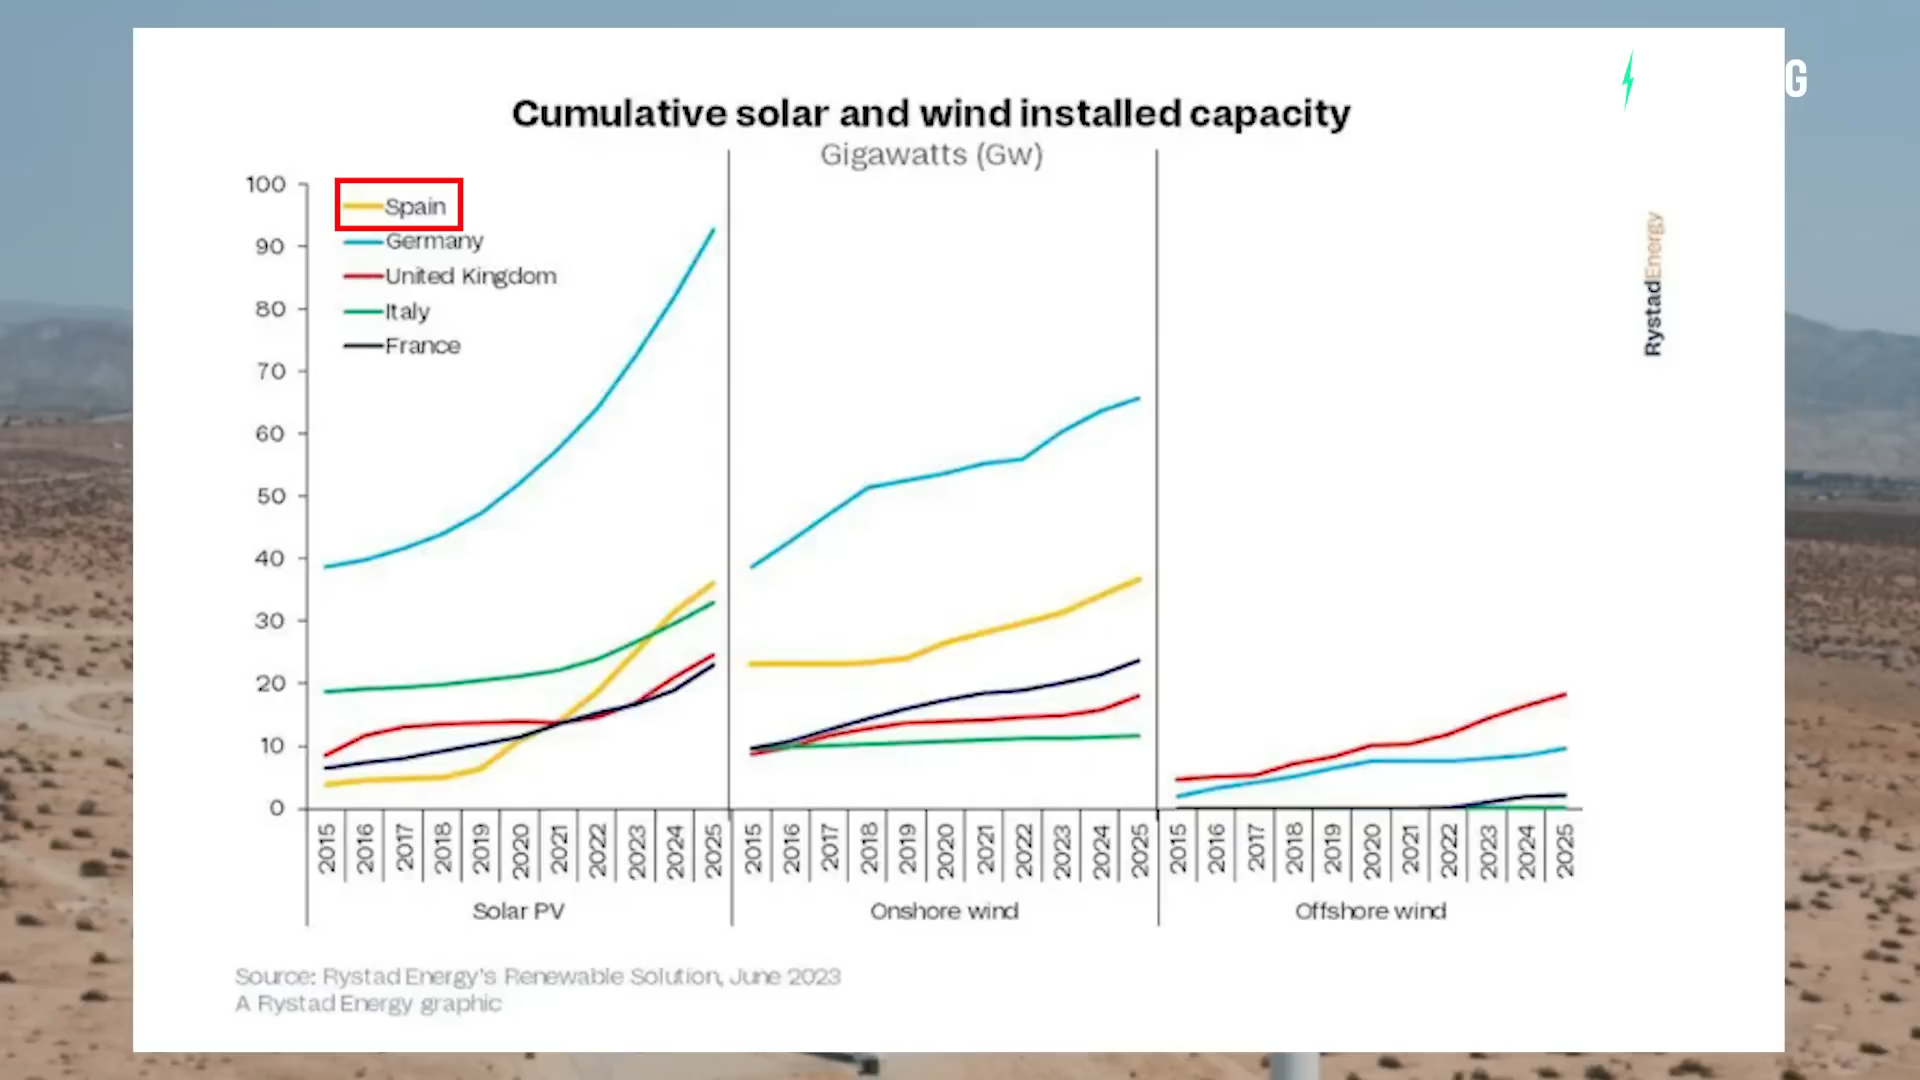 G
Cumulative solar and wind installed capacity
Gigawatts (Gw)
100
90
80
70
60
50
40
30
20
10
0
Spain
Germany
United Kingdom
Italy
France
RystadEnergy
2015 2016 2017 2018 2019 2020 2021 2022 2023 2024 2025
2015 2016 2017 2018 2019 2020 2021 2022 2023 2024 2025
2015 2016 2017 2018 2019 2020 2021 2022 2023 2024 2025
Solar PV
Onshore wind
Offshore wind
Source: Rystad Energy's Renewable Solution, June 2023
A Rystad Energy graphic